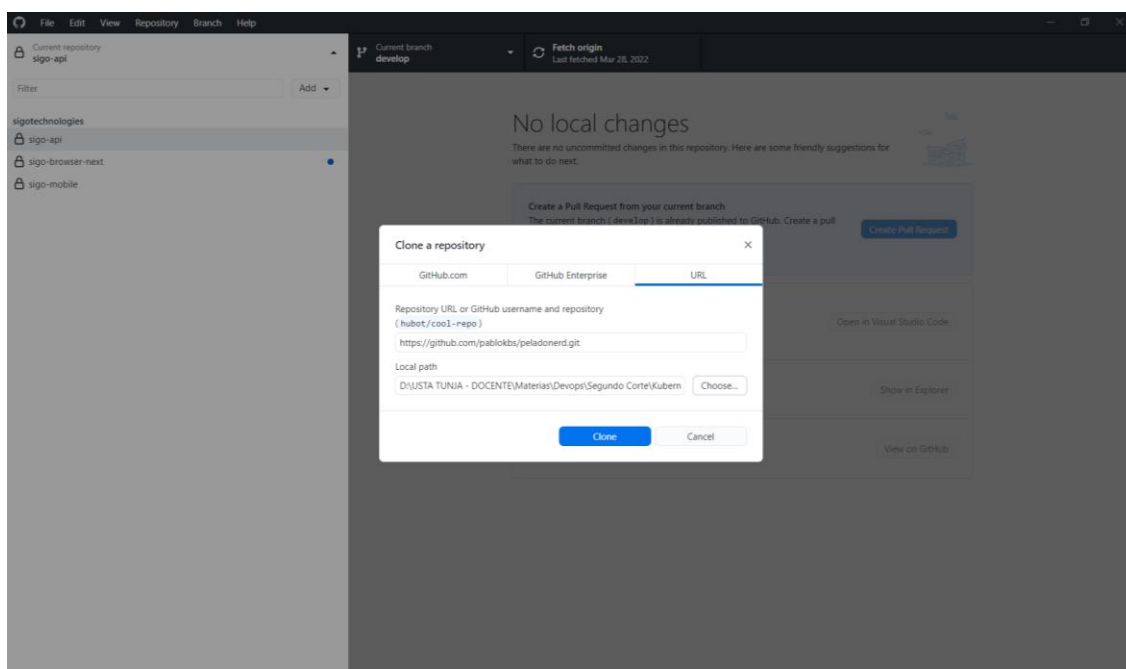 File Edit View Repository Branch Help
Current repository
sigo-api
Current branch
develop
Fetch origin
Last fetched Mar 28, 2022
Filter
Add
sigotechnologies
sigo-api
sigo-browser-next
sigo-mobile
No local changes
There are no uncommitted changes in this repository. Here are some friendly suggestions for
what to do next.
Create a Pull Request from your current branch
The current branch (develop) is already published to GitHub. Create a pull
Create Pull Request
Clone a repository
GitHub.com
GitHub Enterprise
URL
Repository URL or GitHub username and repository
(hubot/cool-repo)
https://github.com/pablokbs/peladonerd.git
Local path
D:\USTA TUNJA - DOCENTE\Materias\Devops\Segundo Corte\Kubern
Choose...
Clone
Cancel
Open in Visual Studio Code
Show in Explorer
View on GitHub